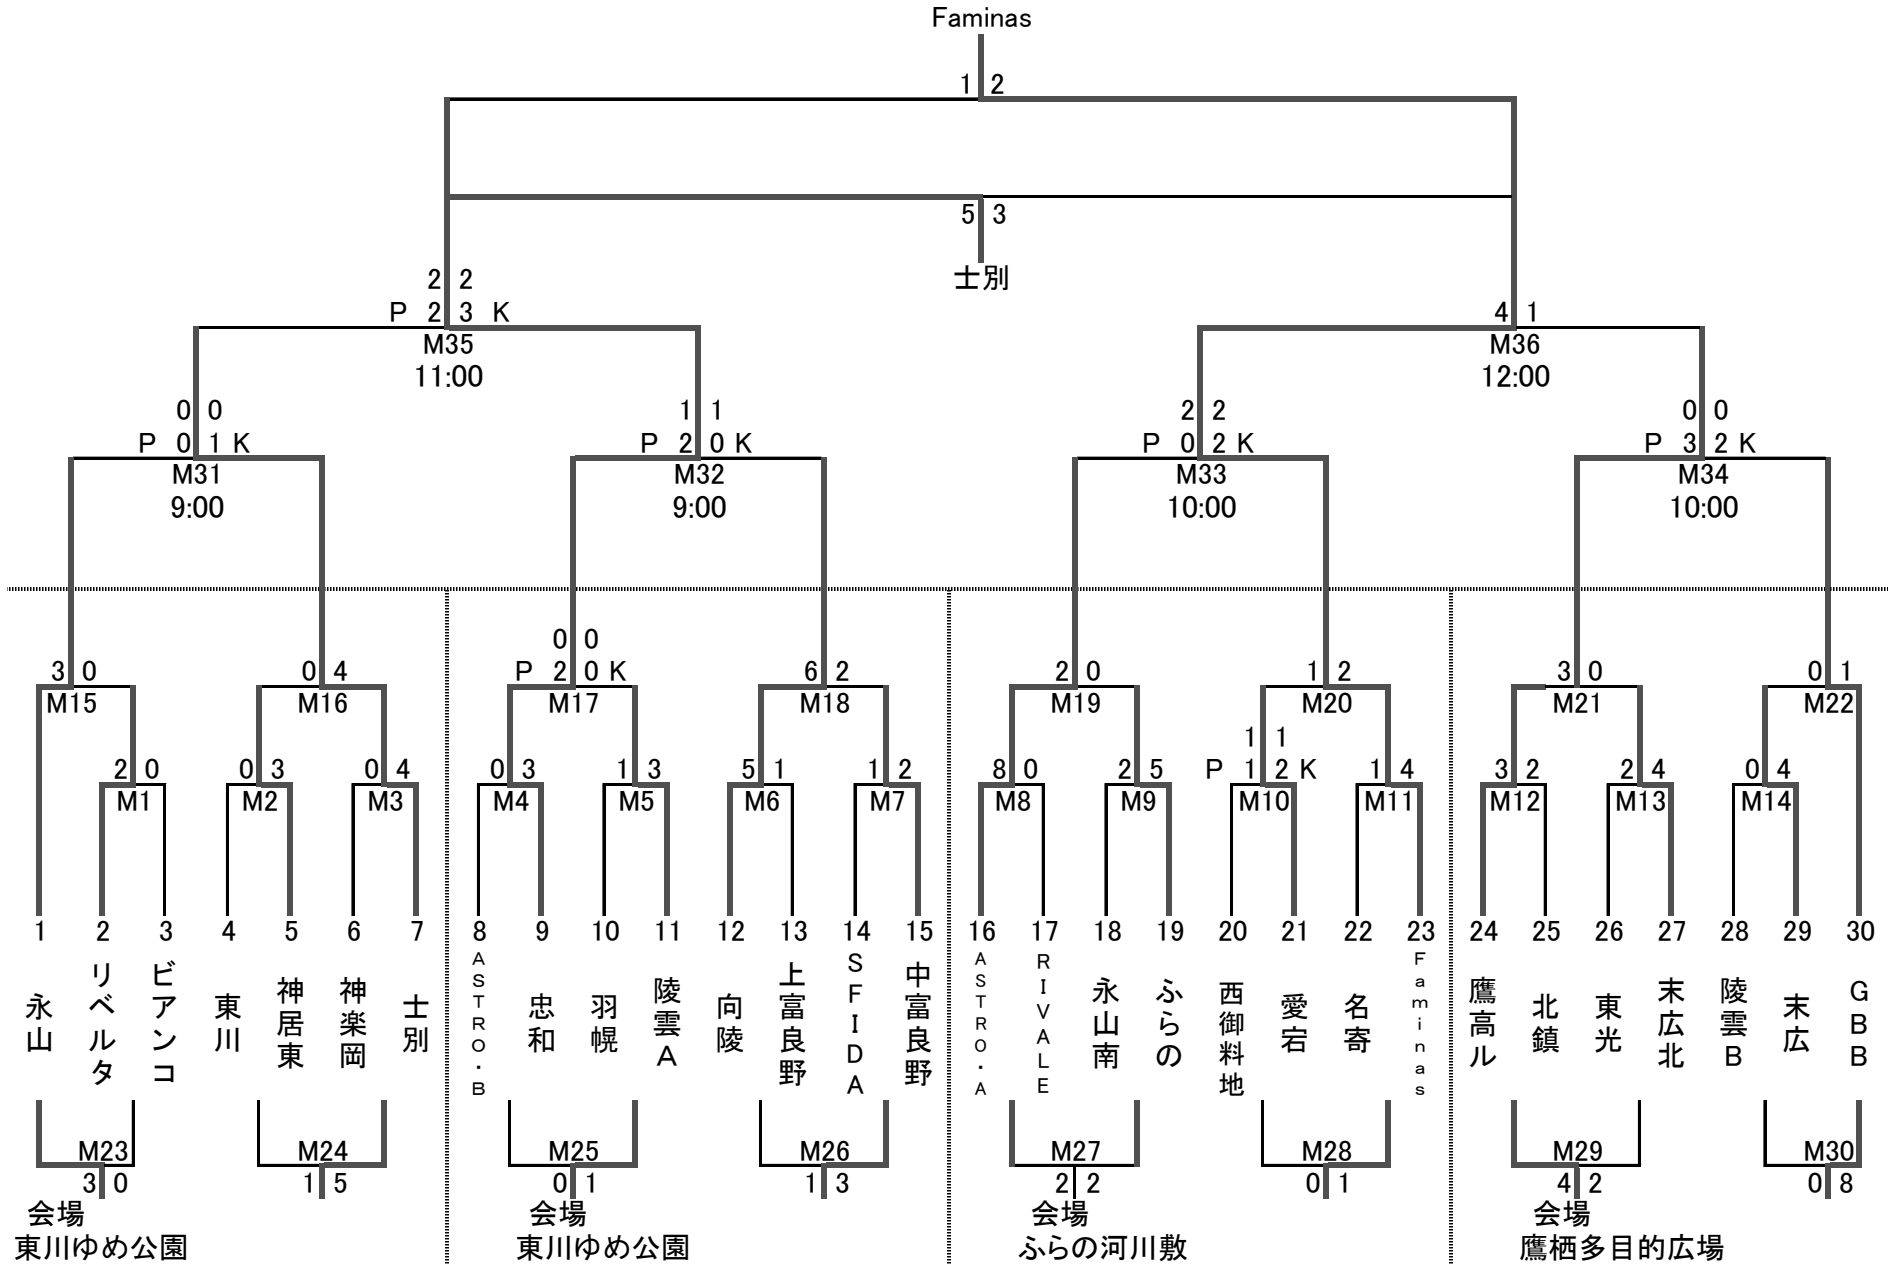 Faminas
1 2
5 3
士別
2 2
P 2 3 K
M35
11:00
4 1
M36
12:00
0 0
P 0 1 K
M31
9:00
1 1
P 2 0 K
M32
9:00
2 2
P 0 2 K
M33
10:00
0 0
P 3 2 K
M34
10:00
3 0
M15
0 4
M16
0 0
P 2 0 K
M17
6 2
M18
2 0
M19
1 2
M20
3 0
M21
0 1
M22
2 0
M1
0 3
M2
0 4
M3
0 3
M4
1 3
M5
5 1
M6
1 2
M7
8 0
M8
2 5
M9
1 1
P 1 2 K
M10
1 4
M11
3 2
M12
2 4
M13
0 4
M14
1 2 3 4 5 6 7 8 9 10 11 12 13 14 15 16 17 18 19 20 21 22 23 24 25 26 27 28 29 30
永山
リベルタ
ビアンコ
東川
神居東
神楽岡
士別
ASTRO・B
忠和
羽幌
陵雲A
向陵
上富良野
SFIDA
中富良野
ASTRO・A
RIVALE
永山南
ふらの
西御料地
愛宕
名寄
Faminas
鷹高ル
北鎮
東光
末広北
陵雲B
末広
GBB
M23
3 0
M24
1 5
M25
0 1
M26
1 3
M27
2 2
M28
0 1
M29
4 2
M30
0 8
会場
東川ゆめ公園
会場
東川ゆめ公園
会場
ふらの河川敷
会場
鷹栖多目的広場